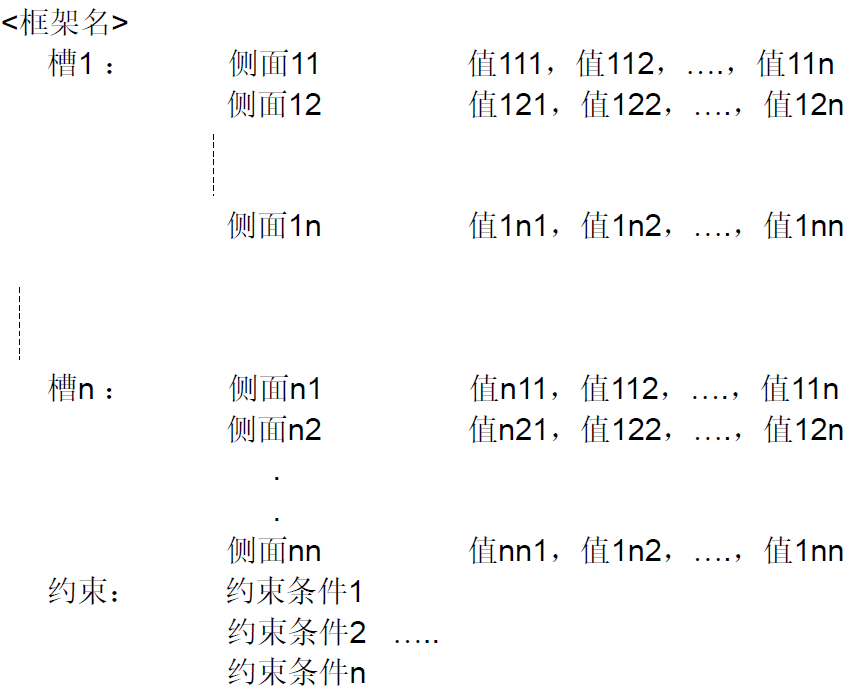 <框架名>
槽1： 侧面11 值111，值112，….，值11n
侧面12 值121，值122，….，值12n
侧面1n 值1n1，值1n2，….，值1nn
槽n： 侧面n1 值n11，值112，….，值11n
侧面n2 值n21，值122，….，值12n
.
.
侧面nn 值nn1，值1n2，….，值1nn
约束： 约束条件1
约束条件2 …..
约束条件n